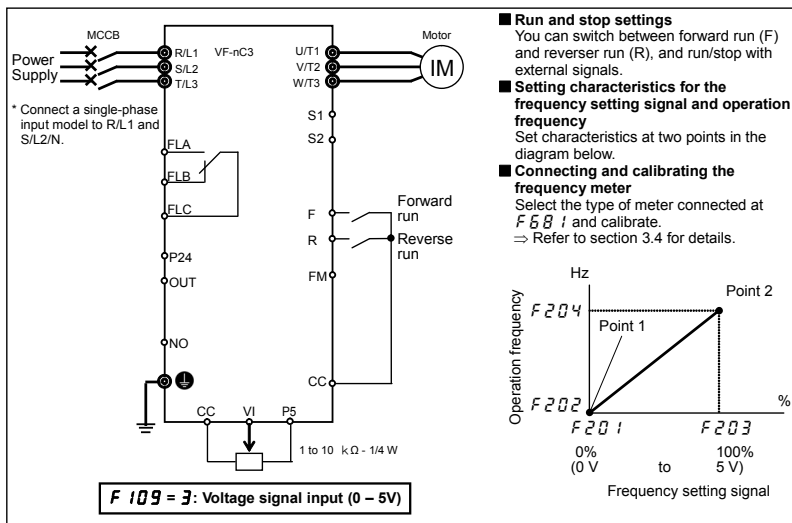 MCCB
Power
Supply
R/L1
S/L2
T/L3
VF-nC3
U/T1
V/T2
W/T3
Motor
IM
* Connect a single-phase
input model to R/L1 and
S/L2/N.
S1
S2
FLA
FLB
FLC
F
Forward
run
R
Reverse
run
P24
OUT
FM
NO
CC
CC VI P5
1 to 10 kΩ - 1/4 W
F109 = 3: Voltage signal input (0 – 5V)
■ Run and stop settings
You can switch between forward run (F)
and reverser run (R), and run/stop with
external signals.
■ Setting characteristics for the
frequency setting signal and operation
frequency
Set characteristics at two points in the
diagram below.
■ Connecting and calibrating the
frequency meter
Select the type of meter connected at
F681 and calibrate.
⇒ Refer to section 3.4 for details.
Hz
Operation frequency
F204
Point 1
Point 2
F202
%
F201 F203
0% 100%
(0 V to 5 V)
Frequency setting signal